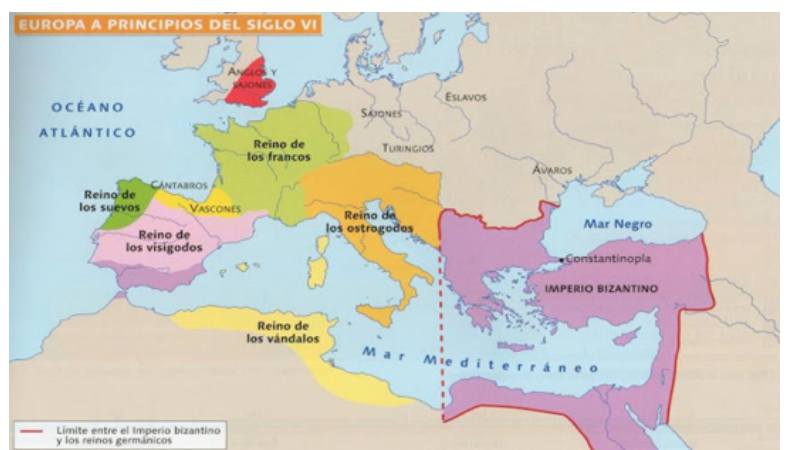 EUROPA A PRINCIPIOS DEL SIGLO VI
ANGLOS Y
SAJONES
OCÉANO
ATLÁNTICO
ESLAVOS
SAJONES
TURINGIOS
Reino de
los francos
ÁVAROS
CÁNTABROS
Reino de
los suevos
VASCONES
Reino de
los ostrogodos
Mar Negro
Reino de
los visigodos
Constantinopla
IMPERIO BIZANTINO
Reino de
los vándalos
Mar Mediterráneo
Límite entre el Imperio bizantino
y los reinos germánicos